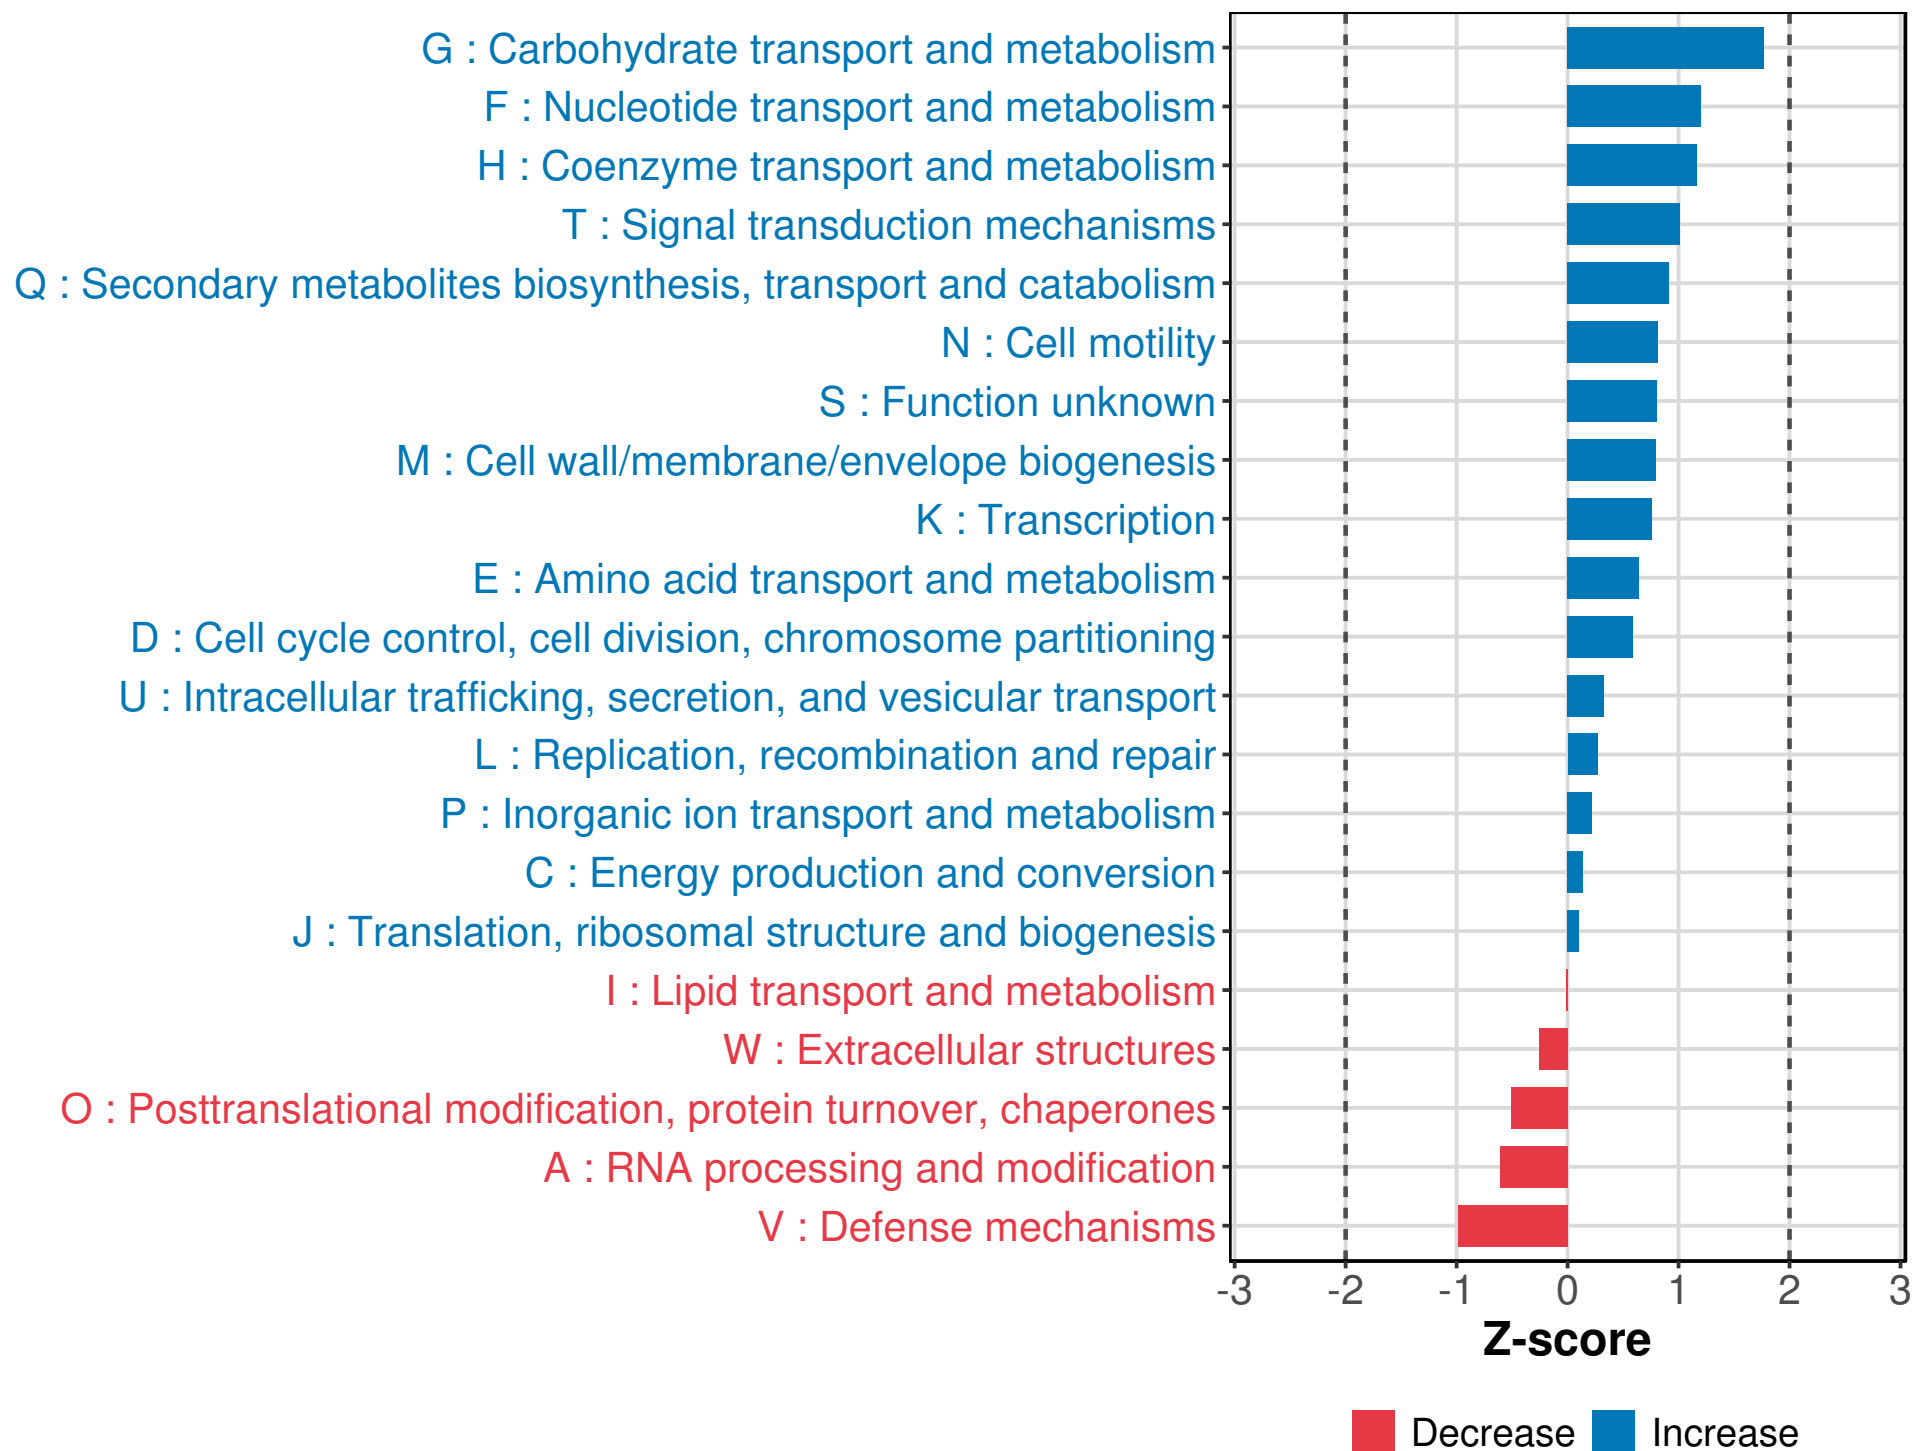 G : Carbohydrate transport and metabolism
F : Nucleotide transport and metabolism
H : Coenzyme transport and metabolism
T : Signal transduction mechanisms
Q : Secondary metabolites biosynthesis, transport and catabolism
N : Cell motility
S : Function unknown
M : Cell wall/membrane/envelope biogenesis
K : Transcription
E : Amino acid transport and metabolism
D : Cell cycle control, cell division, chromosome partitioning
U : Intracellular trafficking, secretion, and vesicular transport
L : Replication, recombination and repair
P : Inorganic ion transport and metabolism
C : Energy production and conversion
J : Translation, ribosomal structure and biogenesis
I : Lipid transport and metabolism
W : Extracellular structures
O : Posttranslational modification, protein turnover, chaperones
A : RNA processing and modification
V : Defense mechanisms
-3 -2 -1 0 1 2 3
Z-score
Decrease Increase